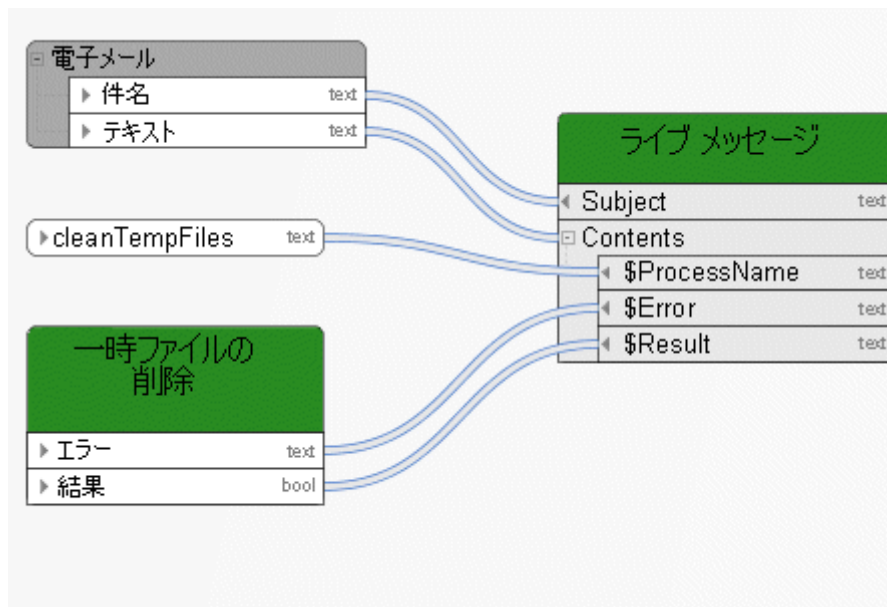 電子メール
件名 text
テキスト text
cleanTempFiles text
一時ファイルの
削除
エラー text
結果 bool
ライブ メッセージ
Subject text
Contents
$ProcessName text
$Error text
$Result text